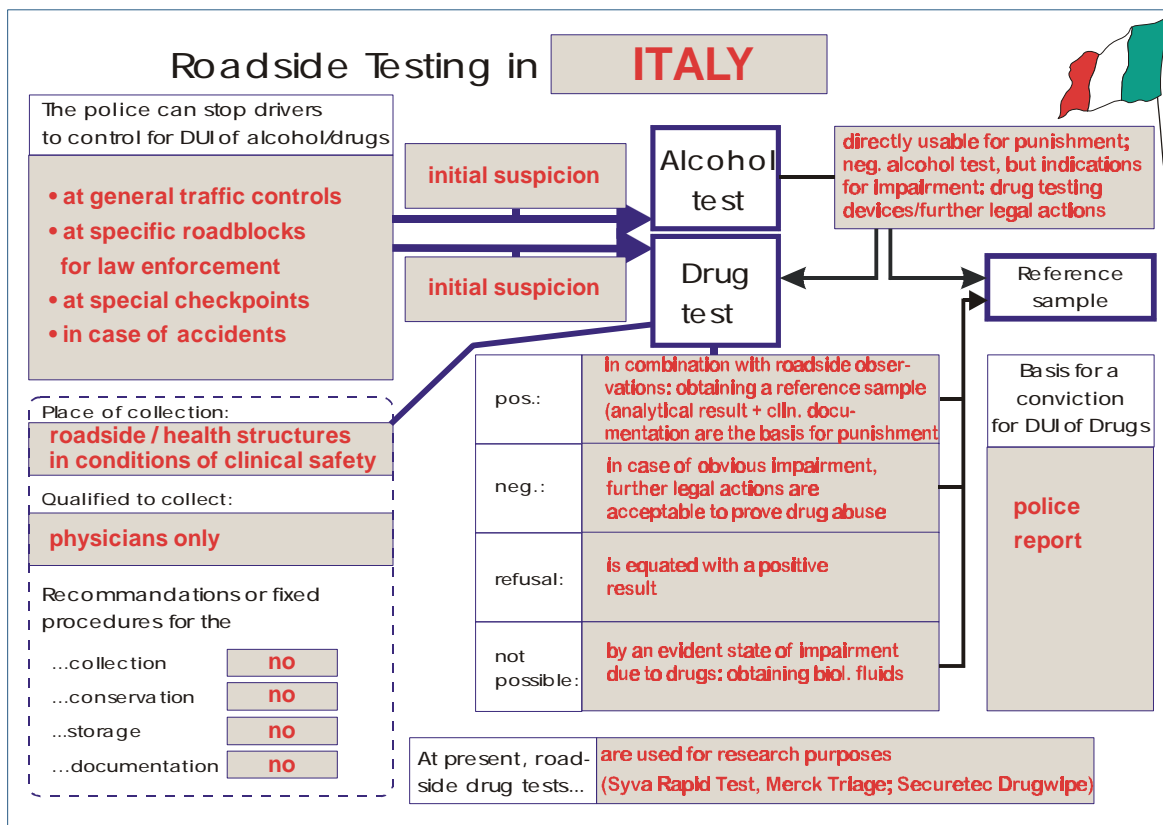 Roadside Testing in ITALY
The police can stop drivers
to control for DUI of alcohol/drugs
• at general traffic controls
• at specific roadblocks
for law enforcement
• at special checkpoints
• in case of accidents
initial suspicion
initial suspicion
Alcohol
test
Drug
test
directly usable for punishment;
neg. alcohol test, but indications
for impairment: drug testing
devices/further legal actions
Reference
sample
Place of collection:
roadside / health structures
in conditions of clinical safety
Qualified to collect:
physicians only
Recommandations or fixed
procedures for the
...collection no
...conservation no
...storage no
...documentation no
pos.:
in combination with roadside obser-
vations: obtaining a reference sample
(analytical result + clin. docu-
mentation are the basis for punishment
neg.:
in case of obvious impairment,
further legal actions are
acceptable to prove drug abuse
refusal:
is equated with a positive
result
not
possible:
by an evident state of impairment
due to drugs: obtaining biol. fluids
Basis for a
conviction
for DUI of Drugs
police
report
At present, road-
side drug tests...
are used for research purposes
(Syva Rapid Test, Merck Triage; Securetec Drugwipe)